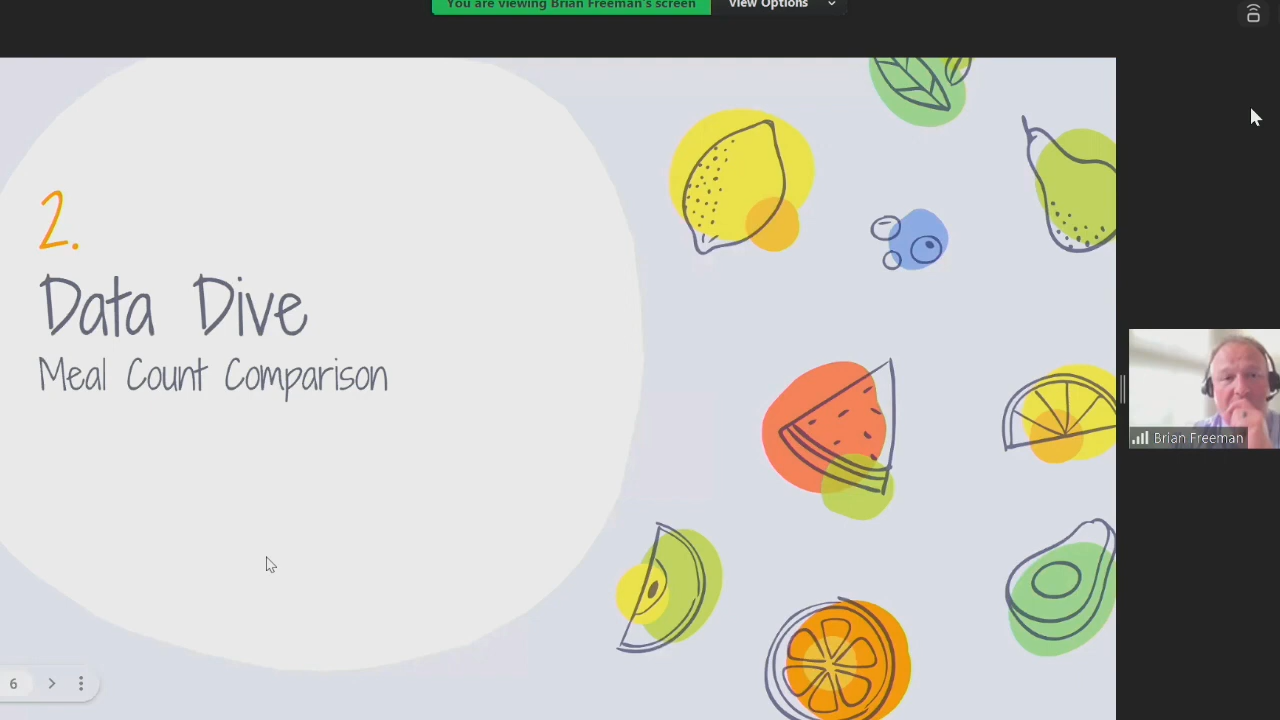 You are viewing Brian Freeman's screen
View Options
2.
Data Dive
Meal Count Comparison
Brian Freeman
6